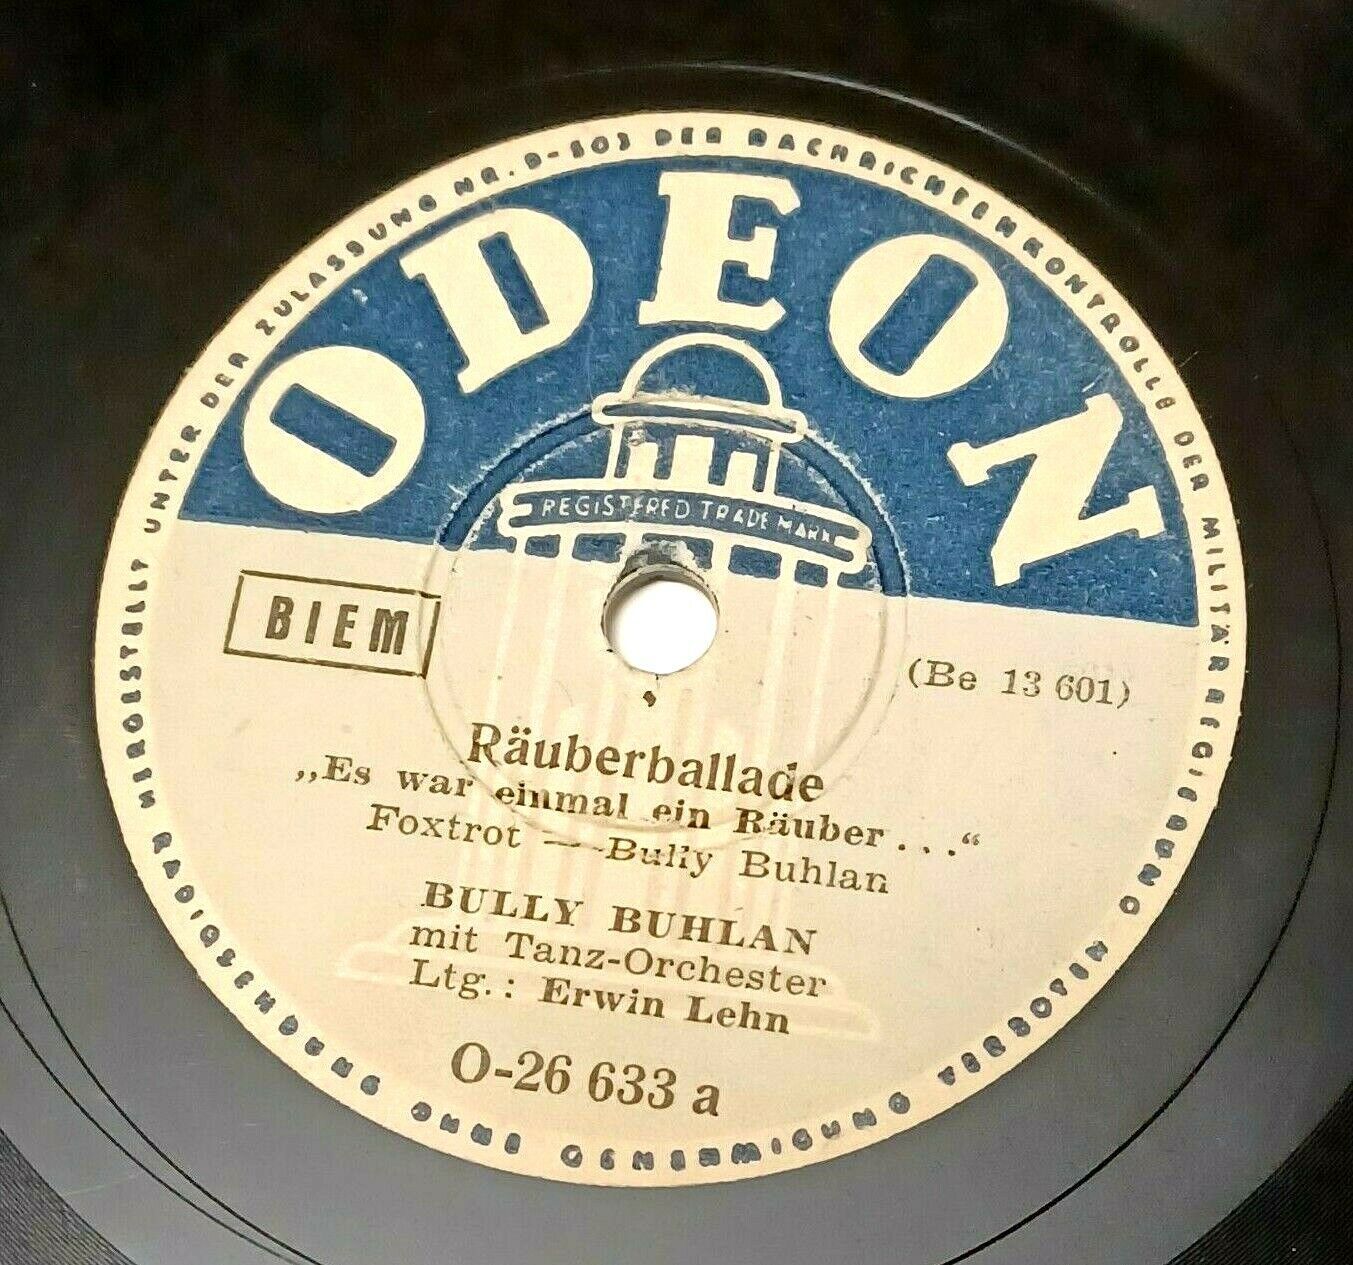 HERGESTELLT UNTER DER ZULASSUNG NR. B-503 DER NACHRICHTENKONTROLLE DER MILITÄRREGIERUNG
RADIOSENDUNG OHNE GENEHMIGUNG VERBOTEN
ODEON
REGISTERED TRADE MARK
BIEM
(Be 13 601)
Räuberballade
„Es war einmal ein Räuber . . .“
Foxtrot — Bully Buhlan
BULLY BUHLAN
mit Tanz-Orchester
Ltg.: Erwin Lehn
O-26 633 a